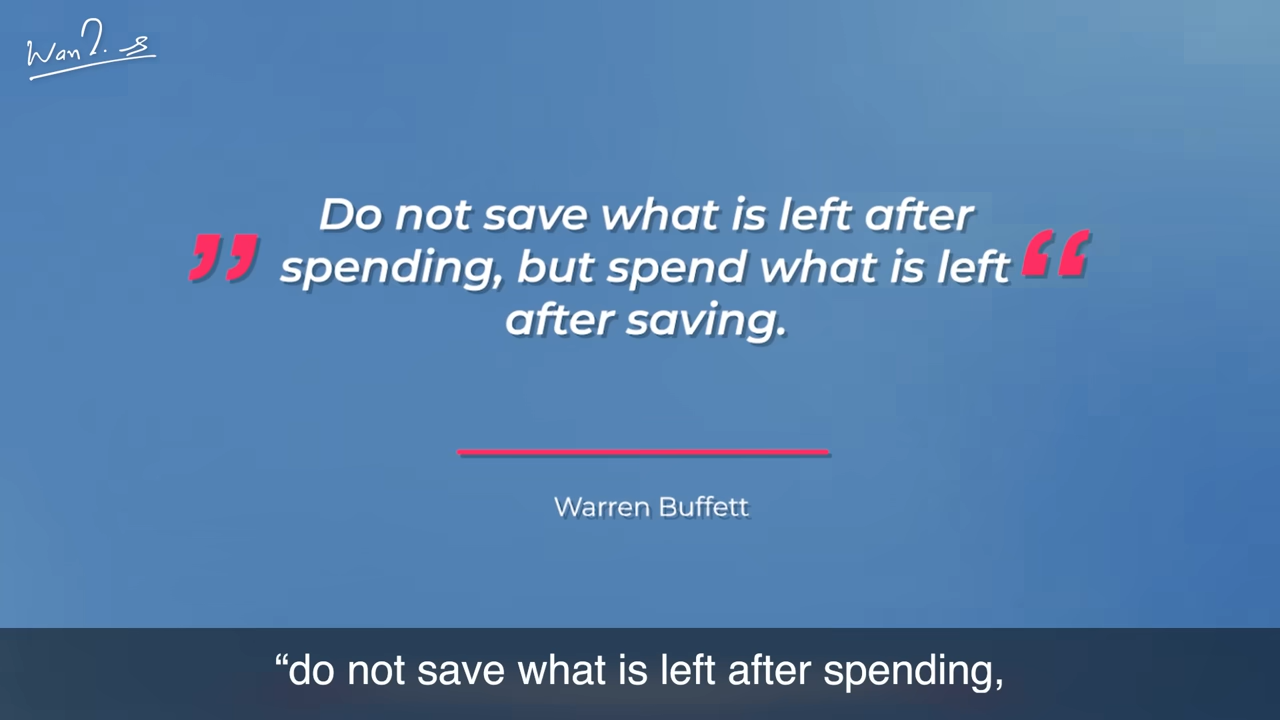 Do not save what is left after
” spending, but spend what is left “
after saving.
Warren Buffett
“do not save what is left after spending,